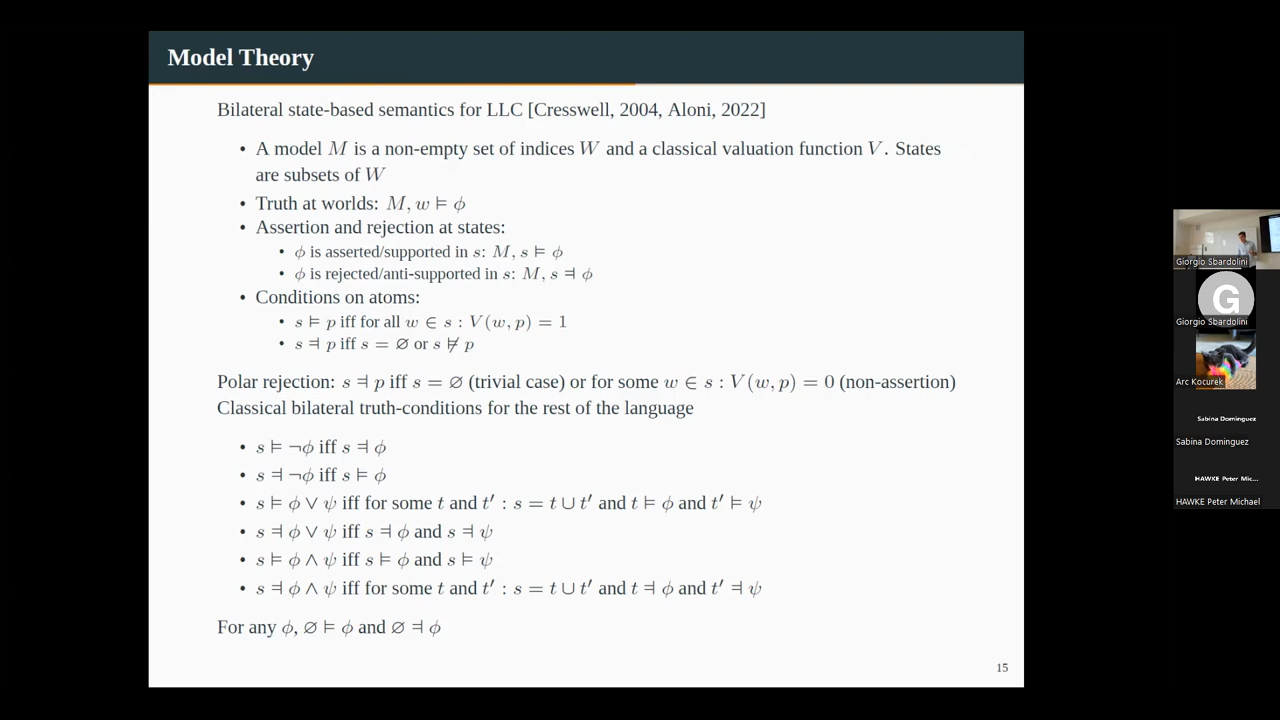 Model Theory
Bilateral state-based semantics for LLC [Cresswell, 2004, Aloni, 2022]
• A model M is a non-empty set of indices W and a classical valuation function V. States
are subsets of W
• Truth at worlds: M, w ⊨ ϕ
• Assertion and rejection at states:
• ϕ is asserted/supported in s: M, s ⊨ ϕ
• ϕ is rejected/anti-supported in s: M, s ⫤ ϕ
• Conditions on atoms:
• s ⊨ p iff for all w ∈ s : V(w, p) = 1
• s ⫤ p iff s = ∅ or s ⊭ p
Polar rejection: s ⫤ p iff s = ∅ (trivial case) or for some w ∈ s : V(w, p) = 0 (non-assertion)
Classical bilateral truth-conditions for the rest of the language
• s ⊨ ¬ϕ iff s ⫤ ϕ
• s ⫤ ¬ϕ iff s ⊨ ϕ
• s ⊨ ϕ ∨ ψ iff for some t and t′ : s = t ∪ t′ and t ⊨ ϕ and t′ ⊨ ψ
• s ⫤ ϕ ∨ ψ iff s ⫤ ϕ and s ⫤ ψ
• s ⊨ ϕ ∧ ψ iff s ⊨ ϕ and s ⊨ ψ
• s ⫤ ϕ ∧ ψ iff for some t and t′ : s = t ∪ t′ and t ⫤ ϕ and t′ ⫤ ψ
For any ϕ, ∅ ⊨ ϕ and ∅ ⫤ ϕ
15
Giorgio Sbardolini
G
Giorgio Sbardolini
Arc Kocurek
Sabina Dominguez
Sabina Dominguez
HAWKE Peter Mic...
HAWKE Peter Michael